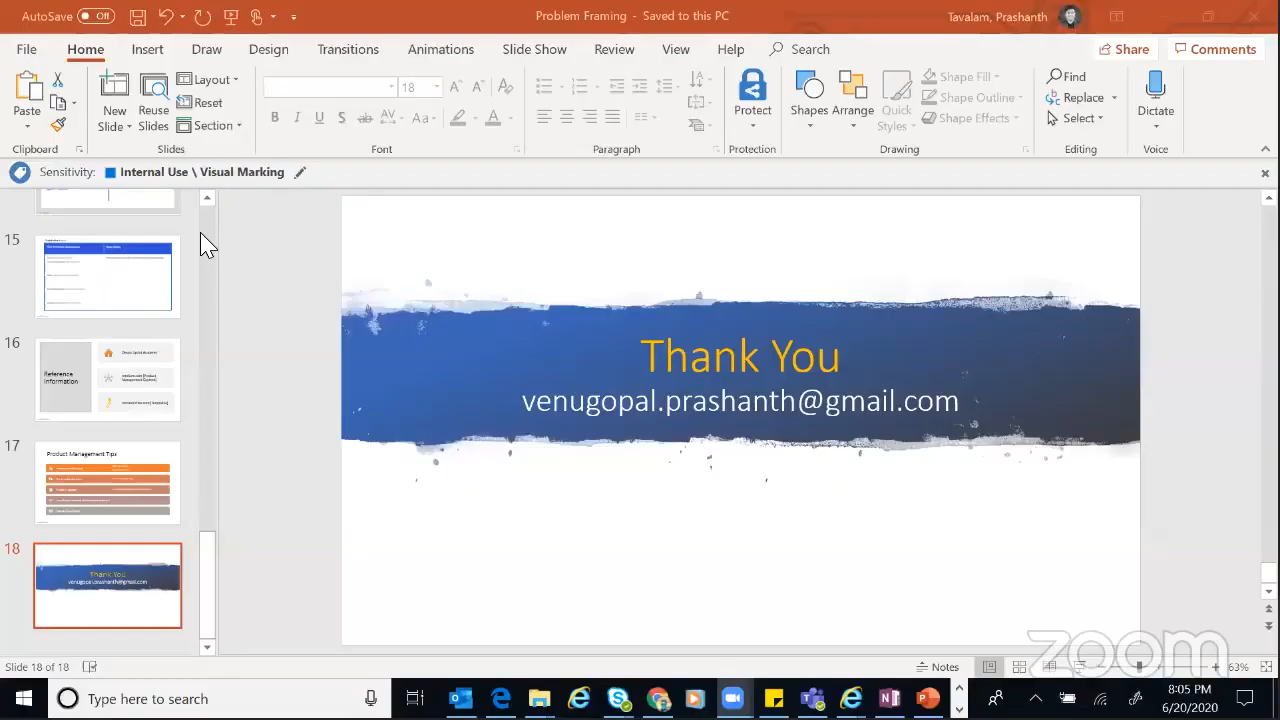 AutoSave Off
Problem Framing - Saved to this PC
Tavalam, Prashanth
File Home Insert Draw Design Transitions Animations Slide Show Review View Help Search
Share Comments
Paste
New Slide
Reuse Slides
Layout
Reset
Section
18
Protect
Shapes Arrange Quick Styles
Shape Fill
Shape Outline
Shape Effects
Find
Replace
Select
Dictate
Clipboard Slides Font Paragraph Protection Drawing Editing Voice
Sensitivity: Internal Use \ Visual Marking
15
16
Reference Information
17
Product Management Tips
18
Thank You
venugopal.prashanth@gmail.com
Thank You
venugopal.prashanth@gmail.com
zoom
Slide 18 of 18
Notes
63%
Type here to search
8:05 PM
6/20/2020